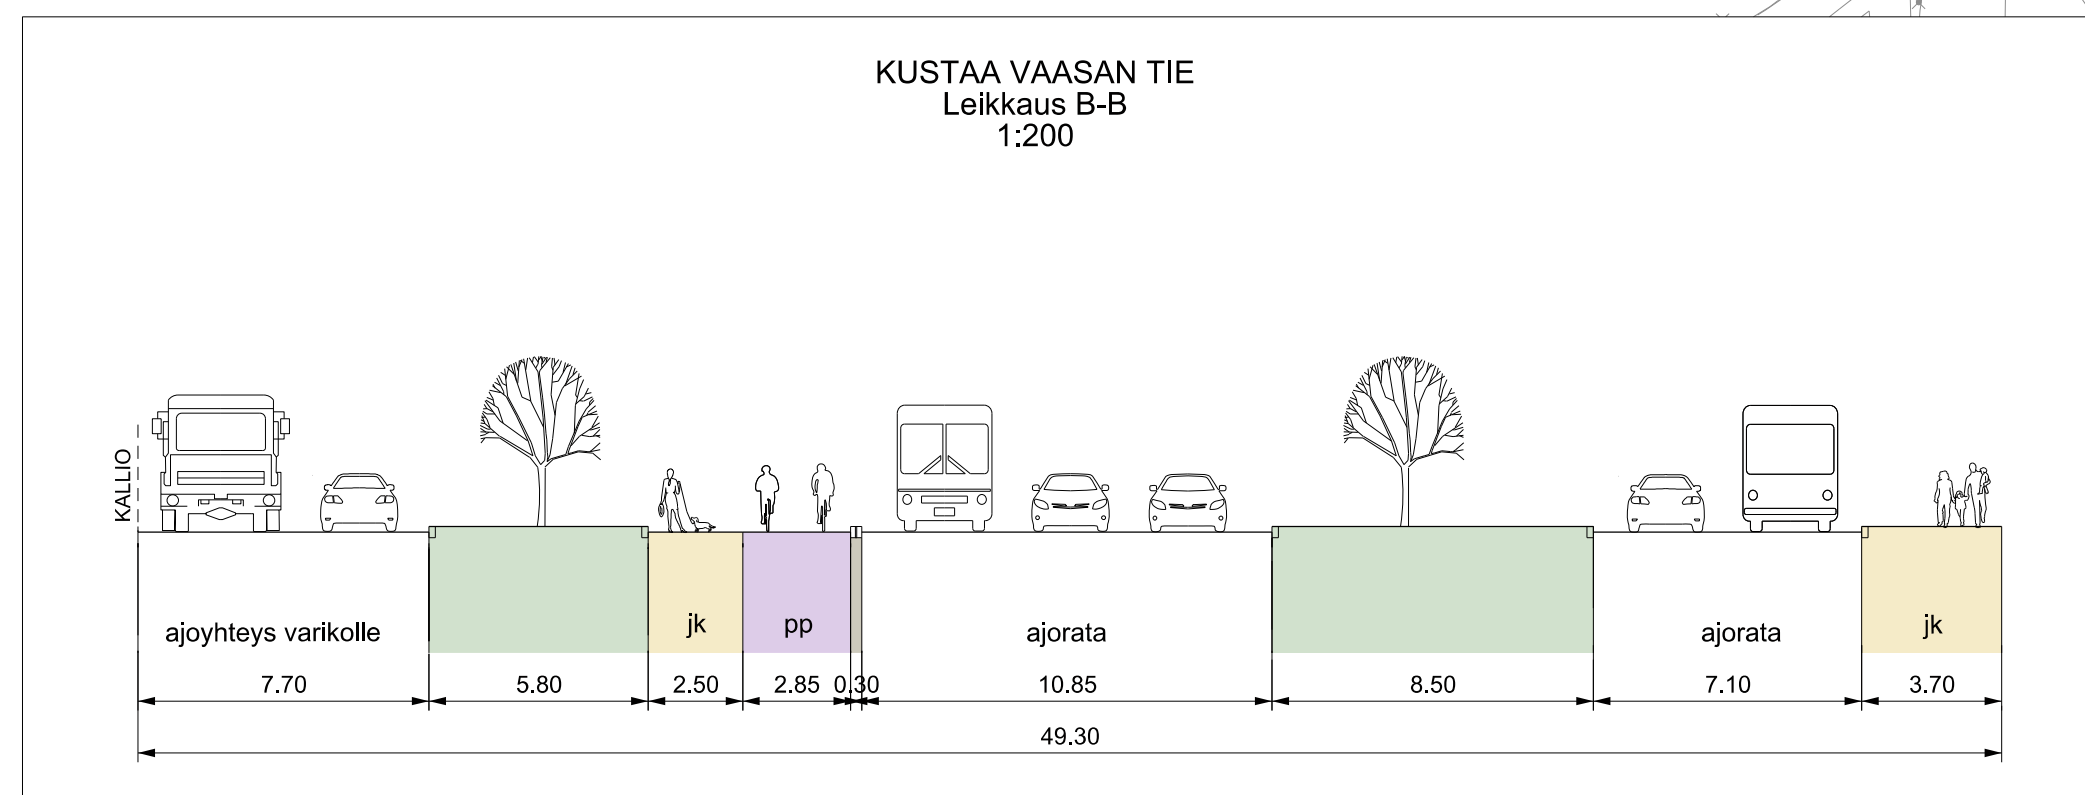 KUSTAA VAASAN TIE
Leikkaus B-B
1:200
KALLIO
ajoyhteys varikolle
jk
pp
ajorata
ajorata
jk
7.70 5.80 2.50 2.85 0.30 10.85 8.50 7.10 3.70
49.30